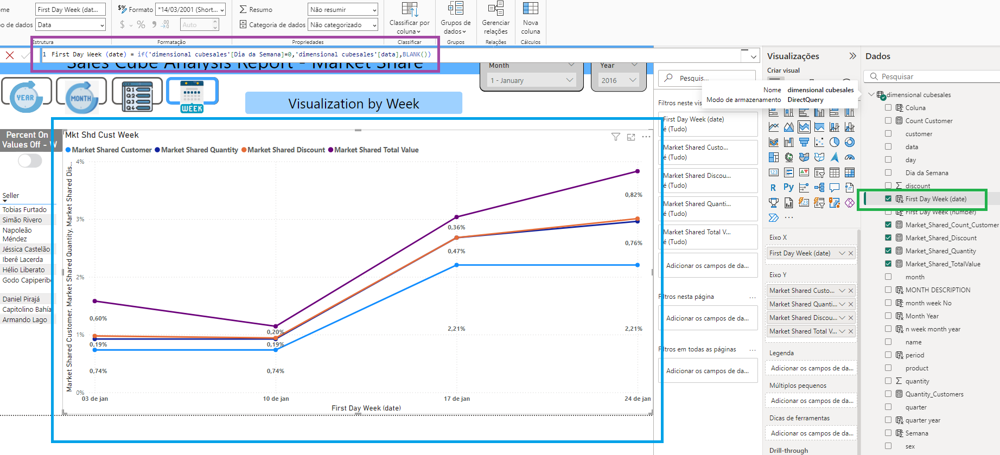 ome
First Day Week (dat...
Formato
*14/03/2001 (Short...
Resumo
Não resumir
Classificar por
coluna
Grupos de
dados
Gerenciar
relações
Nova
coluna
o de dados
Data
$
%
Auto
Categoria de dados
Não categorizado
Estrutura
Formatação
Propriedades
Classificar
Grupos
Relações
Cálculos
1 First Day Week (date) = if('dimensional cubesales'[Dia da Semana]=0,'dimensional cubesales'[data],BLANK())
Sales Cube Analysis Report - Market Share
Month
1 - January
Year
2016
YEAR
MONTH
Q1
Q2
Q3
Q4
WEEK
Visualization by Week
Percent On
Values Off - W
Seller
Tobias Furtado
Simão Rivero
Napoleão
Méndez
Jéssica Castelão
Iberê Lacerda
Hélio Liberato
Godo Capiperibe
Daniel Pirajá
Capitolino Bahía
Armando Lago
Mkt Shd Cust Week
Market Shared Customer
Market Shared Quantity
Market Shared Discount
Market Shared Total Value
Market Shared Customer, Market Shared Quantity, Market Shared Dis...
4%
3%
2%
1%
0%
0,60%
0,19%
0,74%
0,20%
0,19%
0,74%
0,36%
0,47%
2,21%
0,82%
0,76%
2,21%
03 de jan
10 de jan
17 de jan
24 de jan
First Day Week (date)
Pesquis...
Filtros neste vis
First Day Week (date)
é (Tudo)
Market Shared Custo...
é (Tudo)
Market Shared Discou...
é (Tudo)
Market Shared Quanti...
é (Tudo)
Market Shared Total V...
é (Tudo)
Adicionar os campos de da...
Filtros nesta página
...
Adicionar os campos de da...
Filtros em todas as páginas
...
Adicionar os campos de da...
Visualizações
Criar visual
Nome dimensional cubesales
Modo de armazenamento DirectQuery
123
R
Py
123
...
Eixo X
First Day Week (date)
Eixo Y
Market Shared Custo...
Market Shared Quanti...
Market Shared Discou...
Market Shared Total V...
Legenda
Adicionar os campos de da...
Múltiplos pequenos
Adicionar os campos de da...
Dicas de ferramentas
Adicionar os campos de da...
Drill-through
Dados
Pesquisar
dimensional cubesales
Coluna
Count Customer
customer
data
day
Dia da Semana
discount
First Day Week (date)
First Day Week (number)
Market_Shared_Count_Customer
Market_Shared_Discount
Market_Shared_Quantity
Market_Shared_TotalValue
month
MONTH DESCRIPTION
month week No
Month Year
n week month year
name
period
product
quantity
Quantity_Customers
quarter
quarter year
Semana
sex